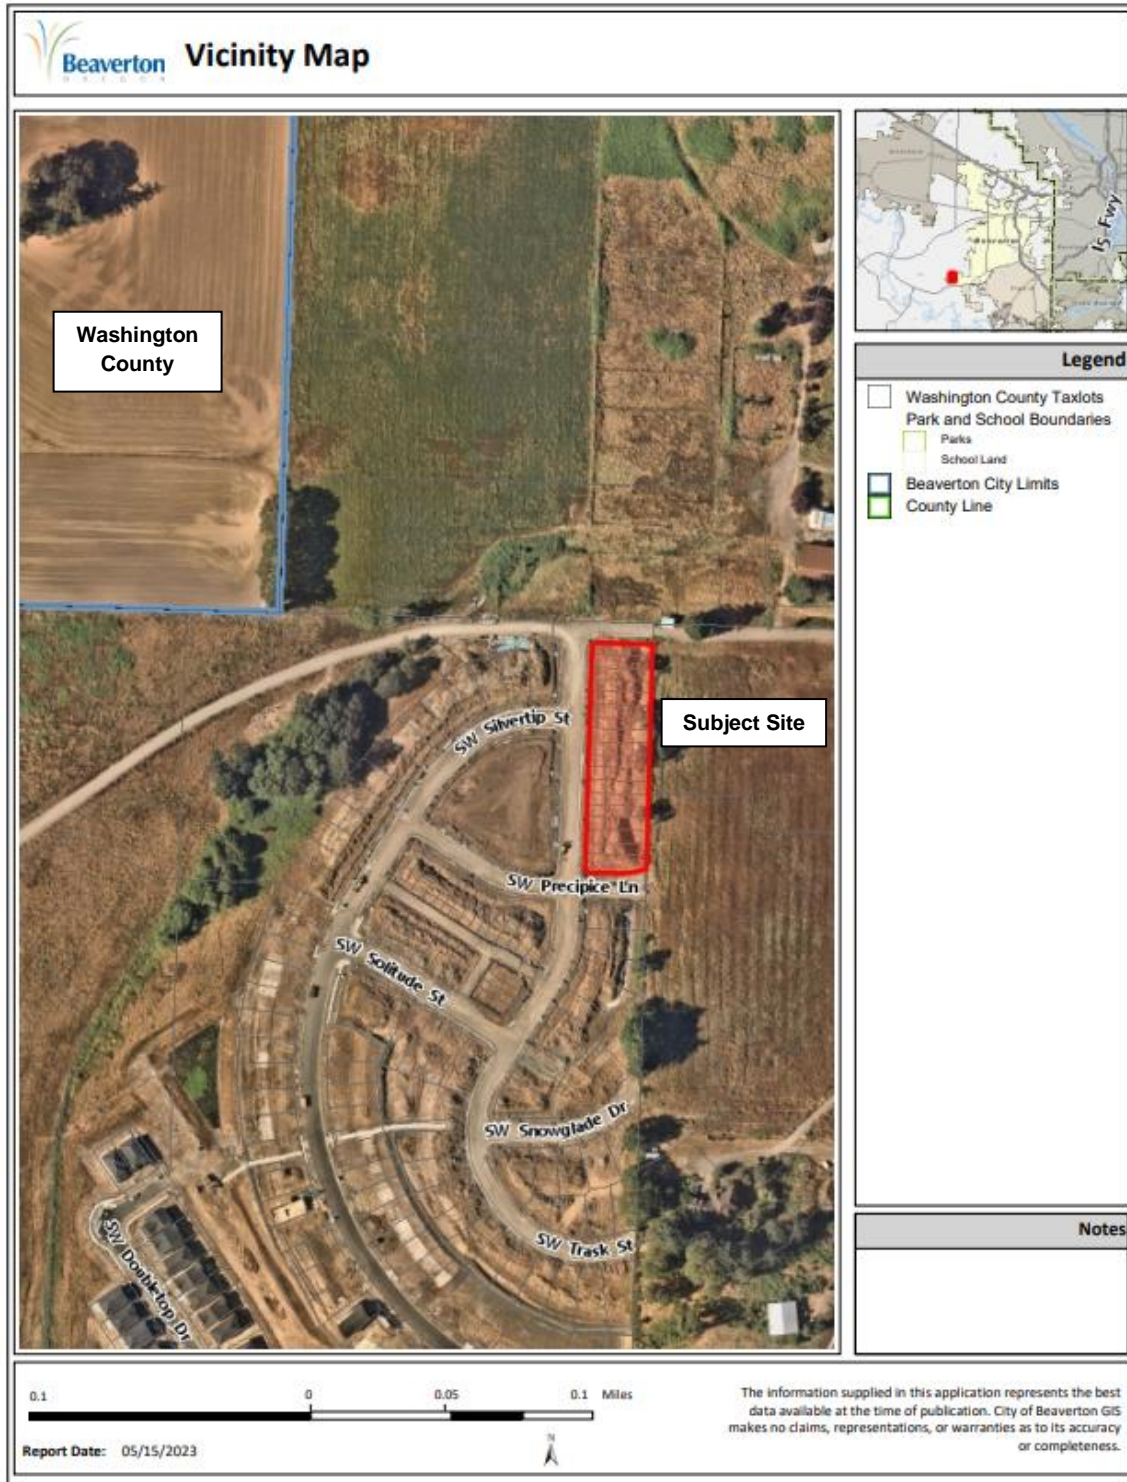 Beaverton
OREGON
Vicinity Map
Washington
County
Subject Site
SW Silvertip St
SW Precipice Ln
SW Solitude St
SW Snowglade Dr
SW Trask St
SW Doubletop Dr
I5 Fwy
Beaverton
Legend
Washington County Taxlots
Park and School Boundaries
Parks
School Land
Beaverton City Limits
County Line
Notes
0.1 0 0.05 0.1 Miles
Report Date: 05/15/2023
N
The information supplied in this application represents the best
data available at the time of publication. City of Beaverton GIS
makes no claims, representations, or warranties as to its accuracy
or completeness.